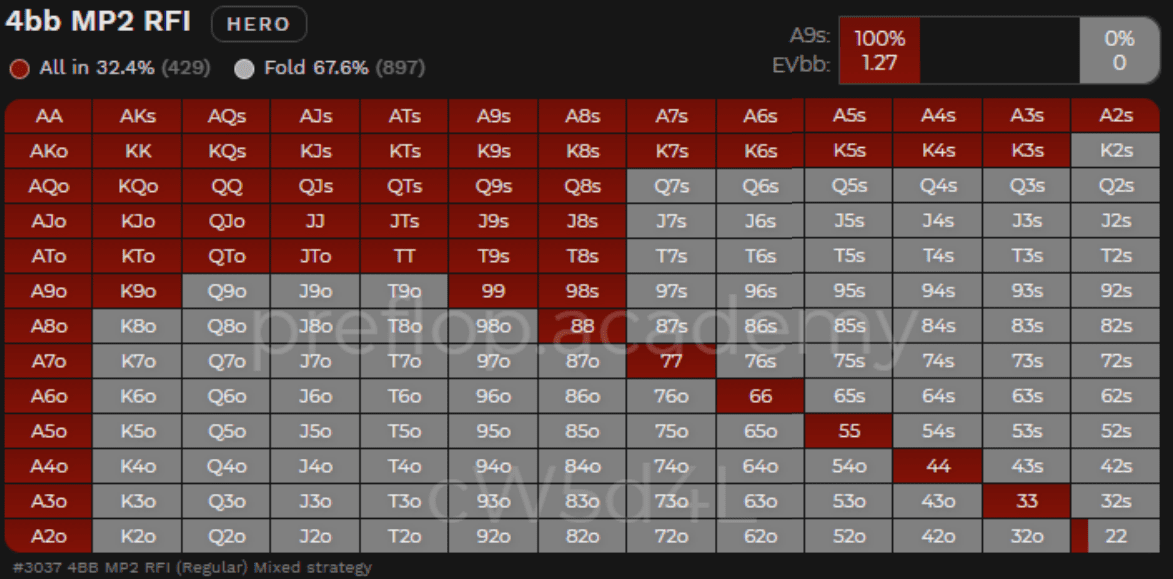 4bb MP2 RFI HERO
A9s: 100% 0%
All in 32.4% (429) Fold 67.6% (897)
EVbb: 1.27 0
AA AKs AQs AJs ATs A9s A8s A7s A6s A5s A4s A3s A2s
AKo KK KQs KJs KTs K9s K8s K7s K6s K5s K4s K3s K2s
AQo KQo QQ QJs QTs Q9s Q8s Q7s Q6s Q5s Q4s Q3s Q2s
AJo KJo QJo JJ JTs J9s J8s J7s J6s J5s J4s J3s J2s
ATo KTo QTo JTo TT T9s T8s T7s T6s T5s T4s T3s T2s
A9o K9o Q9o J9o T9o 99 98s 97s 96s 95s 94s 93s 92s
A8o K8o Q8o J8o T8o 98o 88 87s 86s 85s 84s 83s 82s
preflop.academy
A7o K7o Q7o J7o T7o 97o 87o 77 76s 75s 74s 73s 72s
A6o K6o Q6o J6o T6o 96o 86o 76o 66 65s 64s 63s 62s
A5o K5o Q5o J5o T5o 95o 85o 75o 65o 55 54s 53s 52s
A4o K4o Q4o J4o T4o 94o 84o 74o 64o 54o 44 43s 42s
cW5d4L
A3o K3o Q3o J3o T3o 93o 83o 73o 63o 53o 43o 33 32s
A2o K2o Q2o J2o T2o 92o 82o 72o 62o 52o 42o 32o 22
#3037 4BB MP2 RFI (Regular) Mixed strategy